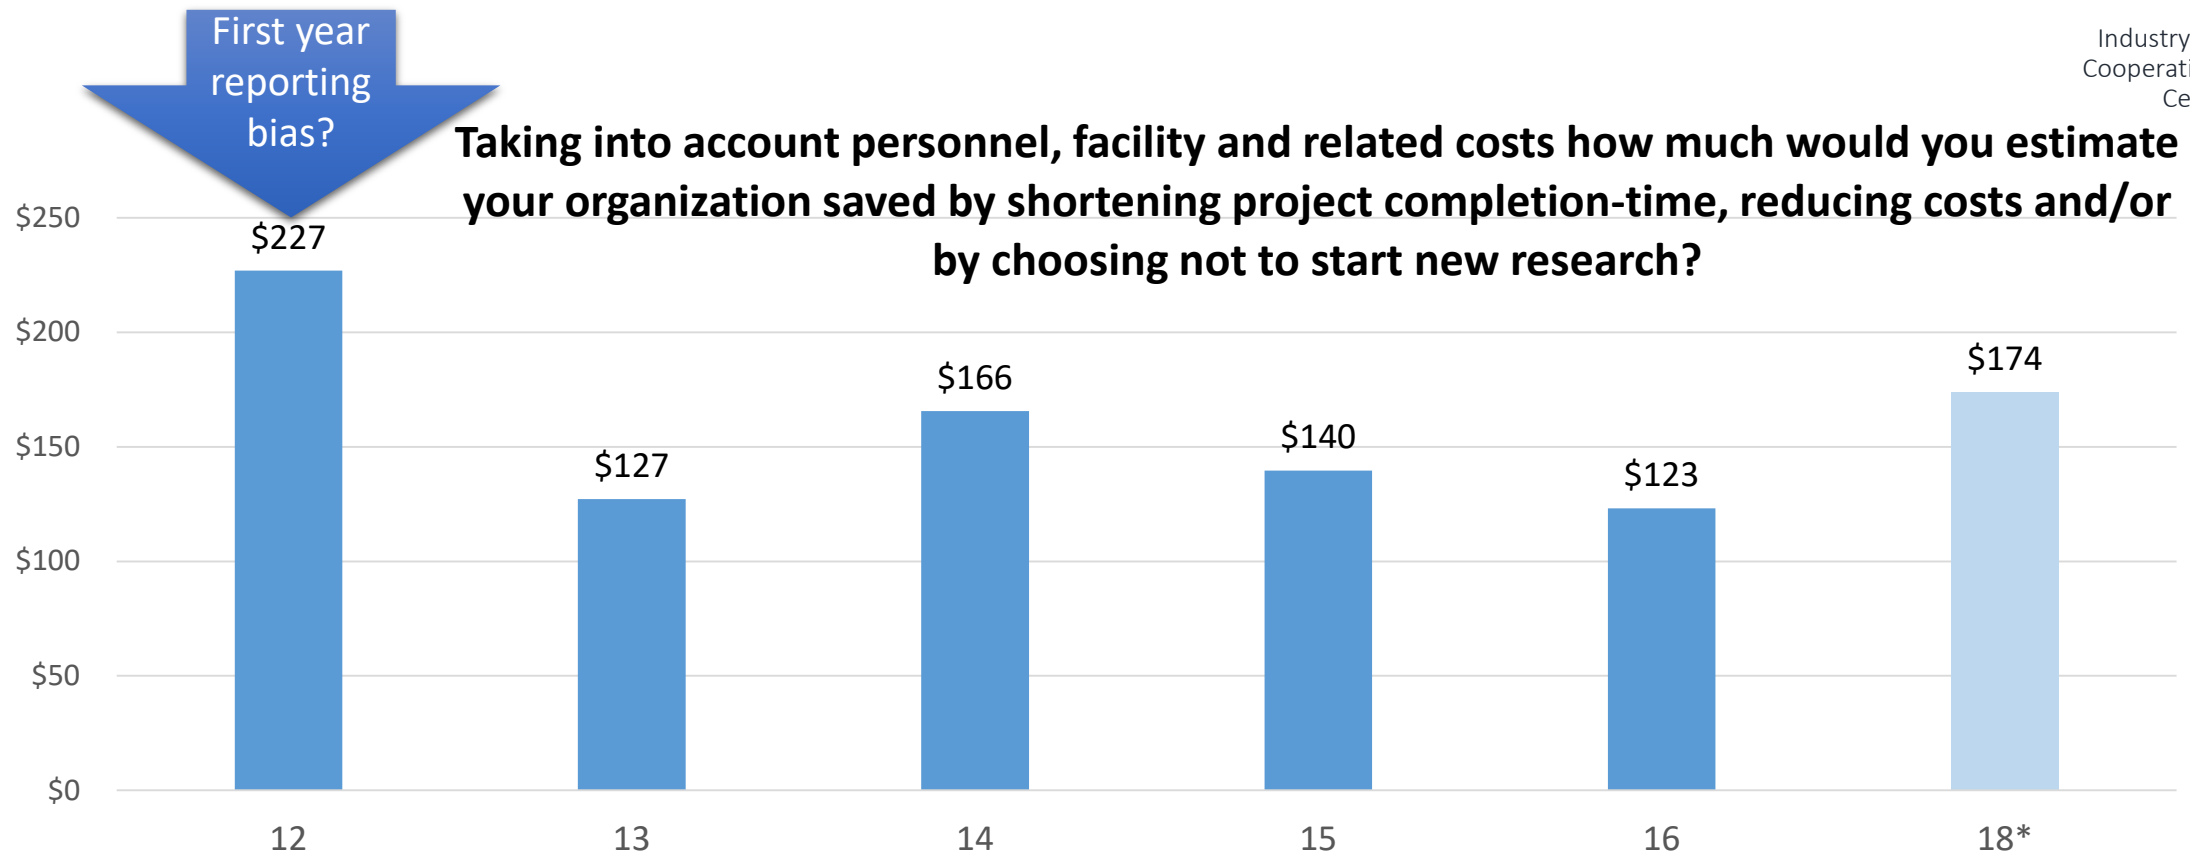 First year
reporting
bias?
Industry
Cooperati
Ce
Taking into account personnel, facility and related costs how much would you estimate
your organization saved by shortening project completion-time, reducing costs and/or
by choosing not to start new research?
$250
$200
$150
$100
$50
$0
$227
$127
$166
$140
$123
$174
12
13
14
15
16
18*